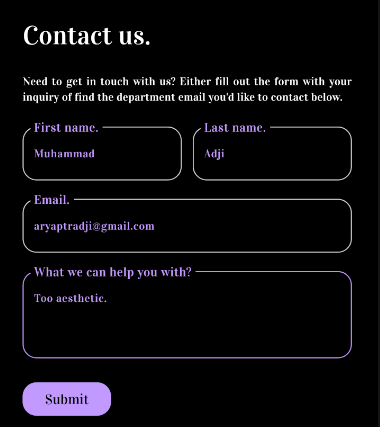 Contact us.
Need to get in touch with us? Either fill out the form with your
inquiry of find the department email you'd like to contact below.
First name.
Last name.
Muhammad
Adji
Email.
aryaptradji@gmail.com
What we can help you with?
Too aesthetic.
Submit